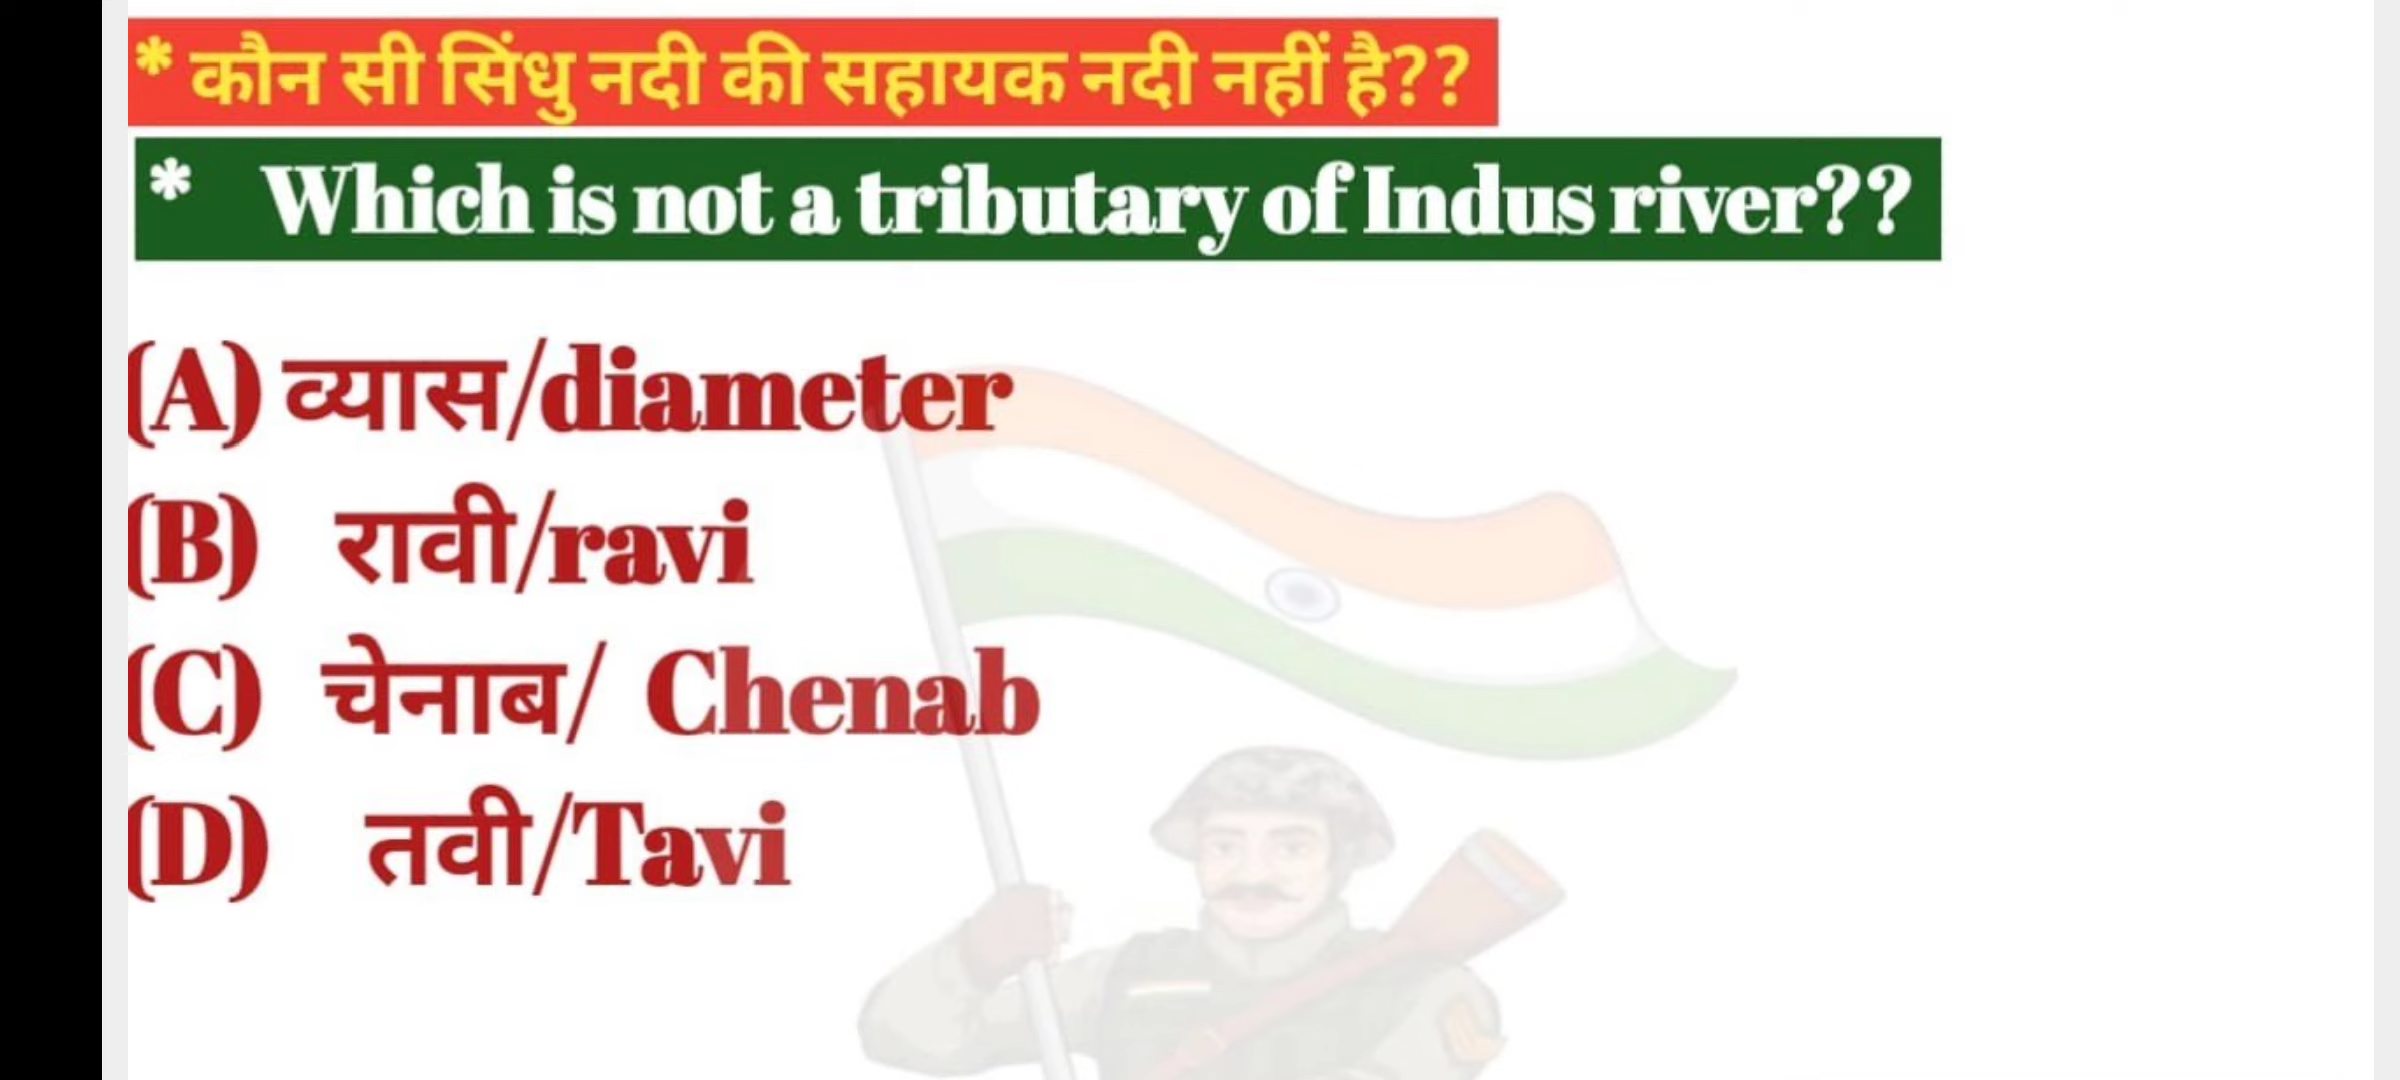 * कौन सी सिंधु नदी की सहायक नदी नहीं है??
* Which is not a tributary of Indus river??
(A) व्यास/diameter
(B) रावी/ravi
(C) चेनाब/ Chenab
(D) तवी/Tavi